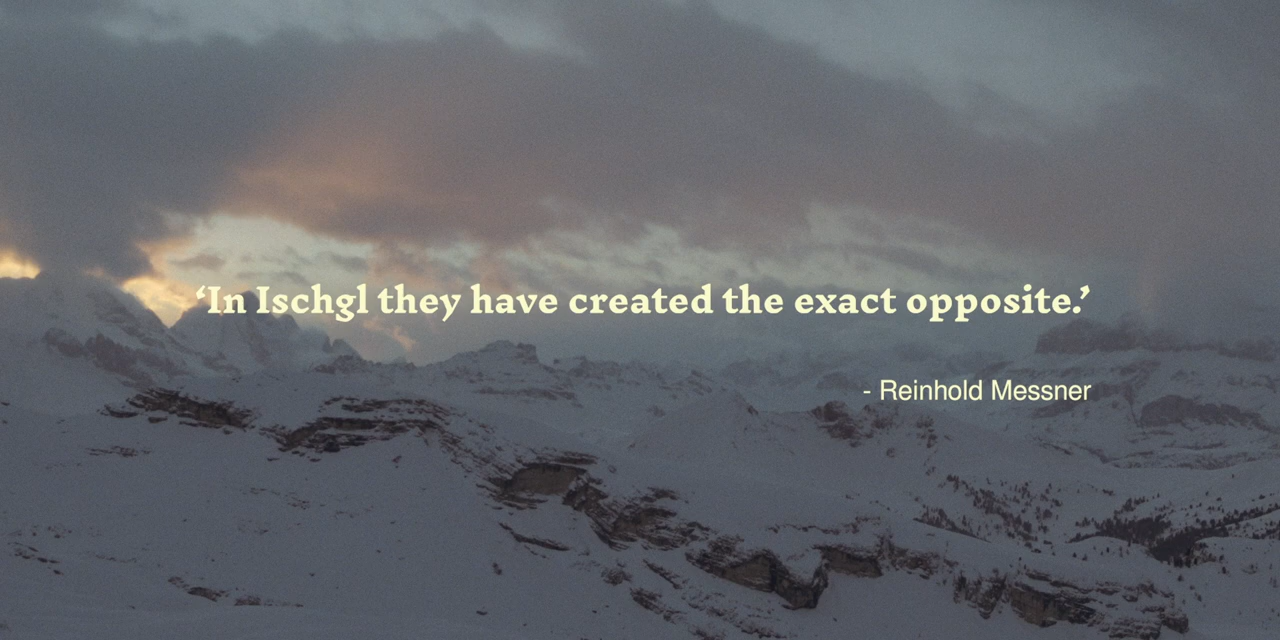 ‘In Ischgl they have created the exact opposite.’
- Reinhold Messner